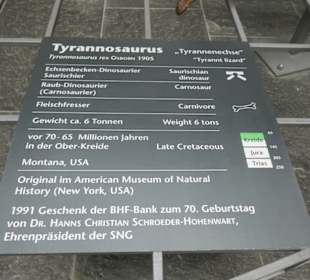 Tyrannosaurus „Tyrannenechse"
Tyrannosaurus rex Osborn 1905 "Tyrant lizard"
Echsenbecken-Dinosaurier Saurischian
Saurischier dinosaur
Raub-Dinosaurier Carnosaur
(Carnosaurier)
Fleischfresser Carnivore
Gewicht ca. 6 Tonnen Weight 6 tons
vor 70-65 Millionen Jahren
in der Ober-Kreide Late Cretaceous
Kreide
Jura
Trias
Montana, USA
Original im American Museum of Natural
History (New York, USA)
1991 Geschenk der BHF-Bank zum 70. Geburtstag
von Dr. Hanns Christian Schroeder-Hohenwart,
Ehrenpräsident der SNG